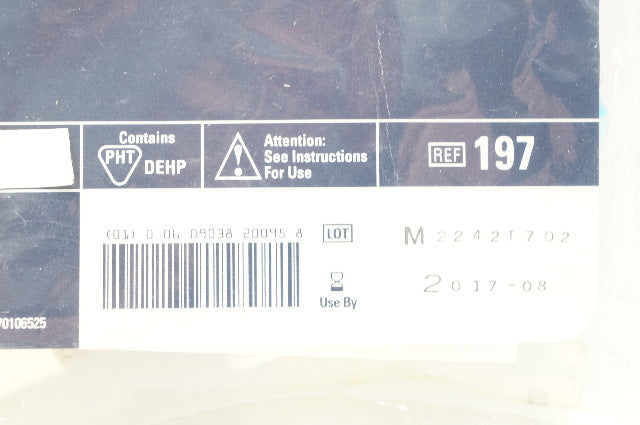 Contains
PHT DEHP
Attention:
See Instructions
For Use
REF 197
(01) 0 06 09038 20095 8
LOT
M2242T702
Use By
2017-08
70106525